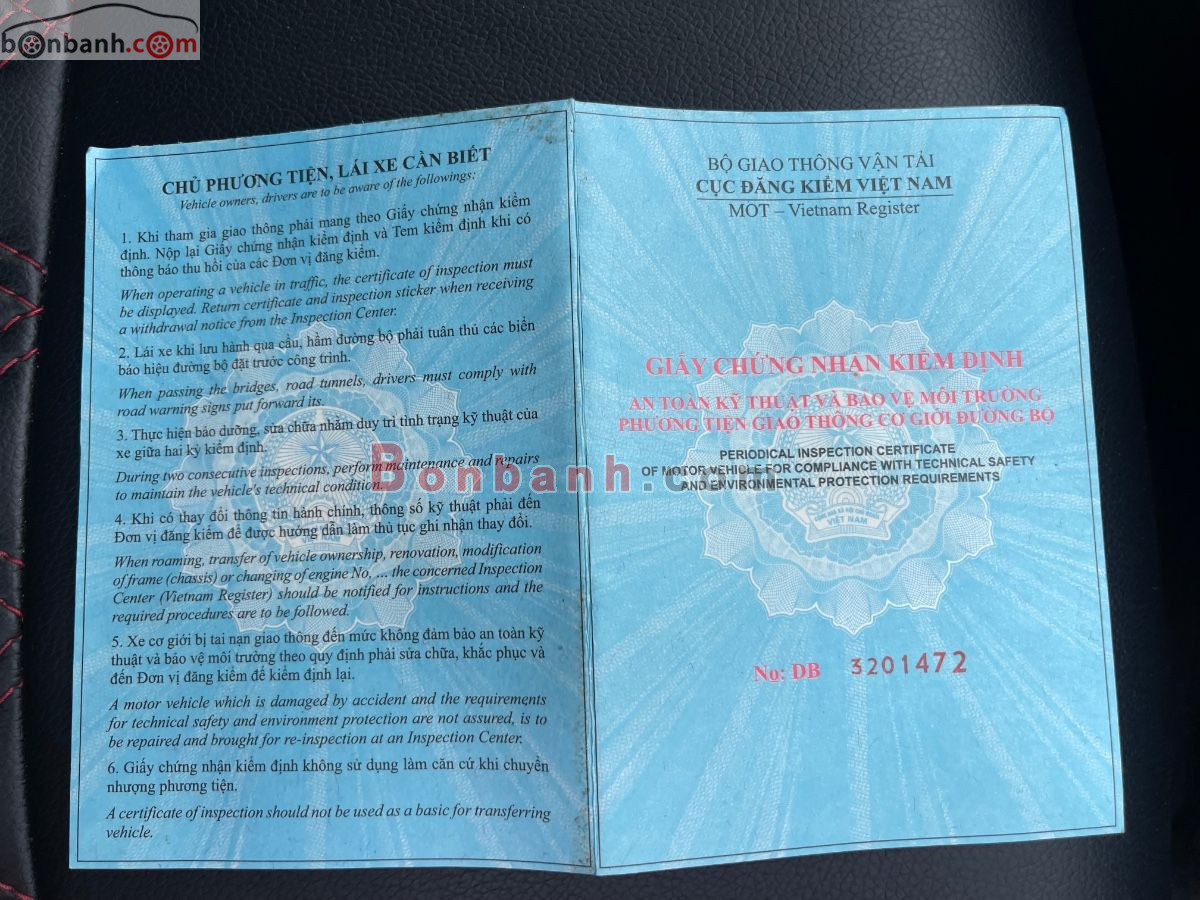 bonbanh.com
CHỦ PHƯƠNG TIỆN, LÁI XE CẦN BIẾT
Vehicle owners, drivers are to be aware of the followings:
1. Khi tham gia giao thông phải mang theo Giấy chứng nhận kiểm
định. Nộp lại Giấy chứng nhận kiểm định và Tem kiểm định khi có
thông báo thu hồi của các Đơn vị đăng kiểm.
When operating a vehicle in traffic, the certificate of inspection must
be displayed. Return certificate and inspection sticker when receiving
a withdrawal notice from the Inspection Center.
2. Lái xe khi lưu hành qua cầu, hầm đường bộ phải tuân thủ các biển
báo hiệu đường bộ đặt trước công trình.
When passing the bridges, road tunnels, drivers must comply with
road warning signs put forward its.
3. Thực hiện bảo dưỡng, sửa chữa nhằm duy trì tình trạng kỹ thuật của
xe giữa hai kỳ kiểm định.
During two consecutive inspections, perform maintenance and repairs
to maintain the vehicle's technical condition.
4. Khi có thay đổi thông tin hành chính, thông số kỹ thuật phải đến
Đơn vị đăng kiểm để được hướng dẫn làm thủ tục ghi nhận thay đổi.
When roaming, transfer of vehicle ownership, renovation, modification
of frame (chassis) or changing of engine No, ... the concerned Inspection
Center (Vietnam Register) should be notified for instructions and the
required procedures are to be followed.
5. Xe cơ giới bị tai nạn giao thông đến mức không đảm bảo an toàn kỹ
thuật và bảo vệ môi trường theo quy định phải sửa chữa, khắc phục và
đến Đơn vị đăng kiểm để kiểm định lại.
A motor vehicle which is damaged by accident and the requirements
for technical safety and environment protection are not assured, is to
be repaired and brought for re-inspection at an Inspection Center.
6. Giấy chứng nhận kiểm định không sử dụng làm căn cứ khi chuyển
nhượng phương tiện.
A certificate of inspection should not be used as a basic for transferring
vehicle.
BỘ GIAO THÔNG VẬN TẢI
CỤC ĐĂNG KIỂM VIỆT NAM
MOT – Vietnam Register
GIẤY CHỨNG NHẬN KIỂM ĐỊNH
AN TOÀN KỸ THUẬT VÀ BẢO VỆ MÔI TRƯỜNG
PHƯƠNG TIỆN GIAO THÔNG CƠ GIỚI ĐƯỜNG BỘ
PERIODICAL INSPECTION CERTIFICATE
OF MOTOR VEHICLE FOR COMPLIANCE WITH TECHNICAL SAFETY
AND ENVIRONMENTAL PROTECTION REQUIREMENTS
Bonbanh.c
VIỆT NAM
No: DB 3201472